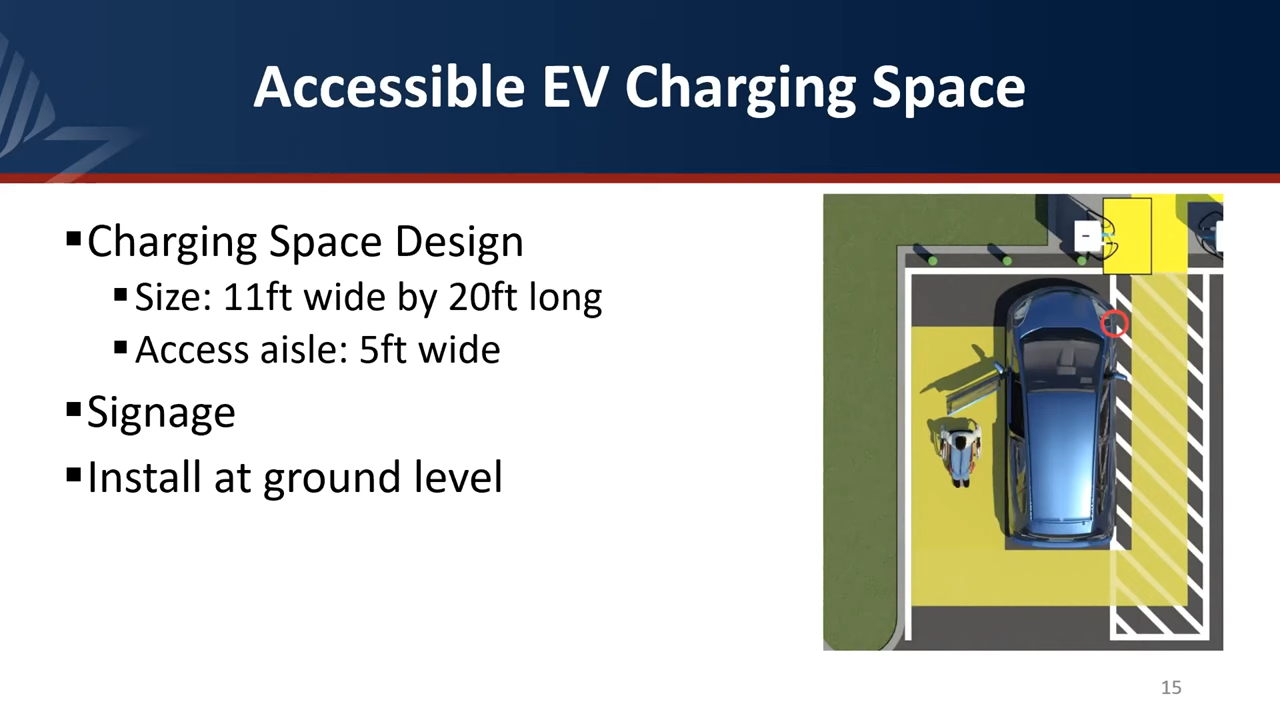 Accessible EV Charging Space
▪Charging Space Design
▪Size: 11ft wide by 20ft long
▪Access aisle: 5ft wide
▪Signage
▪Install at ground level
15